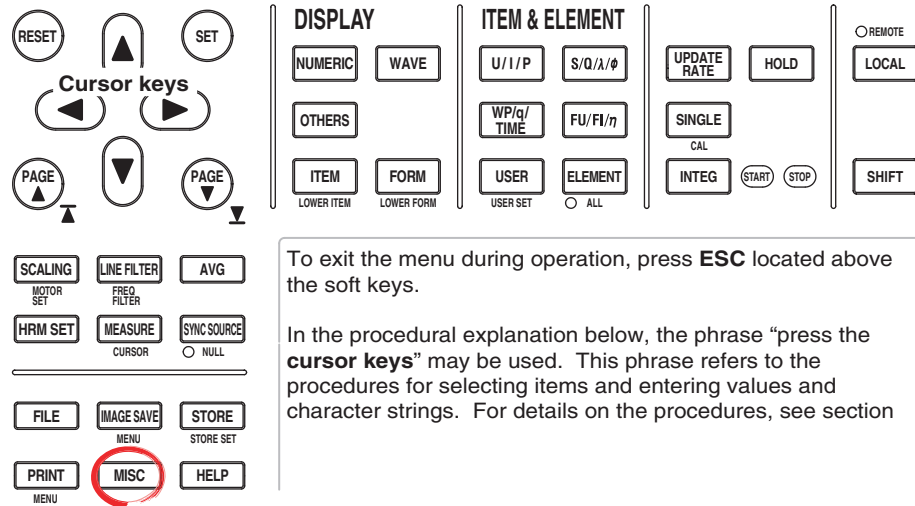 RESET
SET
Cursor keys
PAGE
PAGE
DISPLAY
NUMERIC WAVE
OTHERS
ITEM FORM
LOWER ITEM LOWER FORM
ITEM & ELEMENT
U/I/P S/Q/λ/ø
WP/q/
TIME
FU/FI/η
USER ELEMENT
USER SET ALL
UPDATE
RATE
HOLD
SINGLE
CAL
INTEG START STOP
REMOTE
LOCAL
SHIFT
SCALING LINE FILTER AVG
MOTOR
SET
FREQ
FILTER
HRM SET MEASURE SYNC SOURCE
CURSOR NULL
FILE IMAGE SAVE STORE
MENU STORE SET
PRINT MISC HELP
MENU
To exit the menu during operation, press ESC located above
the soft keys.
In the procedural explanation below, the phrase “press the
cursor keys” may be used. This phrase refers to the
procedures for selecting items and entering values and
character strings. For details on the procedures, see section